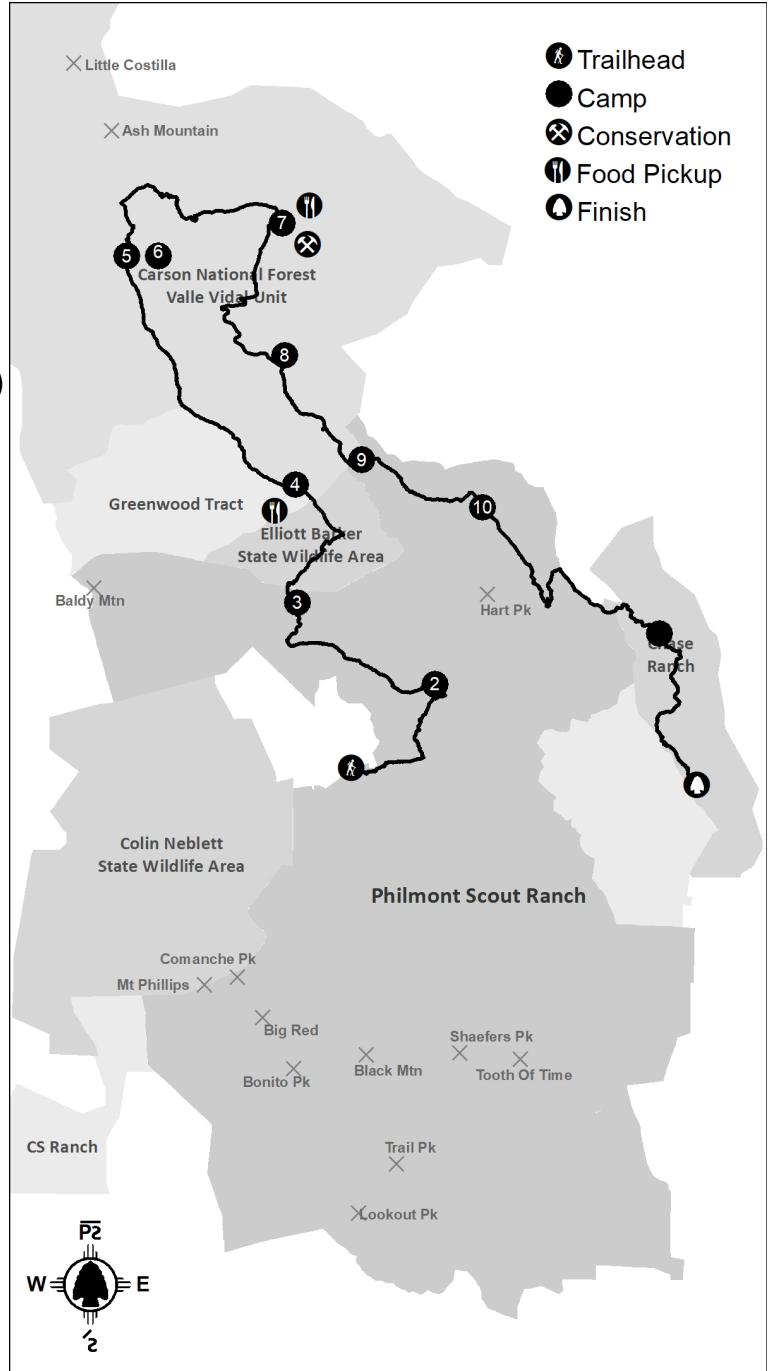 Little Costilla
Ash Mountain
Trailhead
Camp
Conservation
Food Pickup
Finish
7
5
6
Carson National Forest
Valle Vidal Unit
8
9
4
10
Greenwood Tract
Elliott Barker
State Wildlife Area
Baldy Mtn
3
Hart Pk
Chase
Ranch
2
Colin Neblett
State Wildlife Area
Philmont Scout Ranch
Comanche Pk
Mt Phillips
Big Red
Shaefers Pk
Black Mtn
Tooth Of Time
Bonito Pk
CS Ranch
Trail Pk
Lookout Pk
W
E